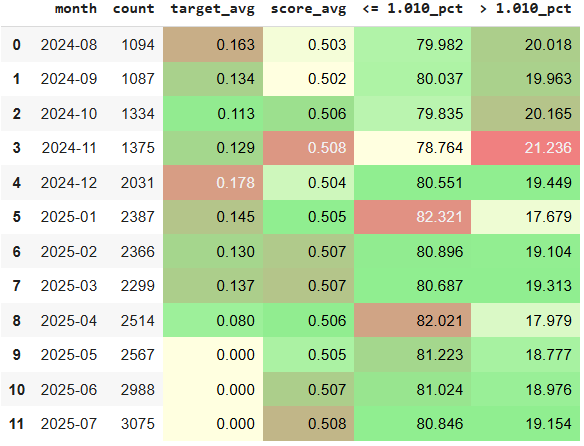 month count target_avg score_avg <= 1.010_pct > 1.010_pct
0 2024-08 1094 0.163 0.503 79.982 20.018
1 2024-09 1087 0.134 0.502 80.037 19.963
2 2024-10 1334 0.113 0.506 79.835 20.165
3 2024-11 1375 0.129 0.508 78.764 21.236
4 2024-12 2031 0.178 0.504 80.551 19.449
5 2025-01 2387 0.145 0.505 82.321 17.679
6 2025-02 2366 0.130 0.507 80.896 19.104
7 2025-03 2299 0.137 0.507 80.687 19.313
8 2025-04 2514 0.080 0.506 82.021 17.979
9 2025-05 2567 0.000 0.505 81.223 18.777
10 2025-06 2988 0.000 0.507 81.024 18.976
11 2025-07 3075 0.000 0.508 80.846 19.154